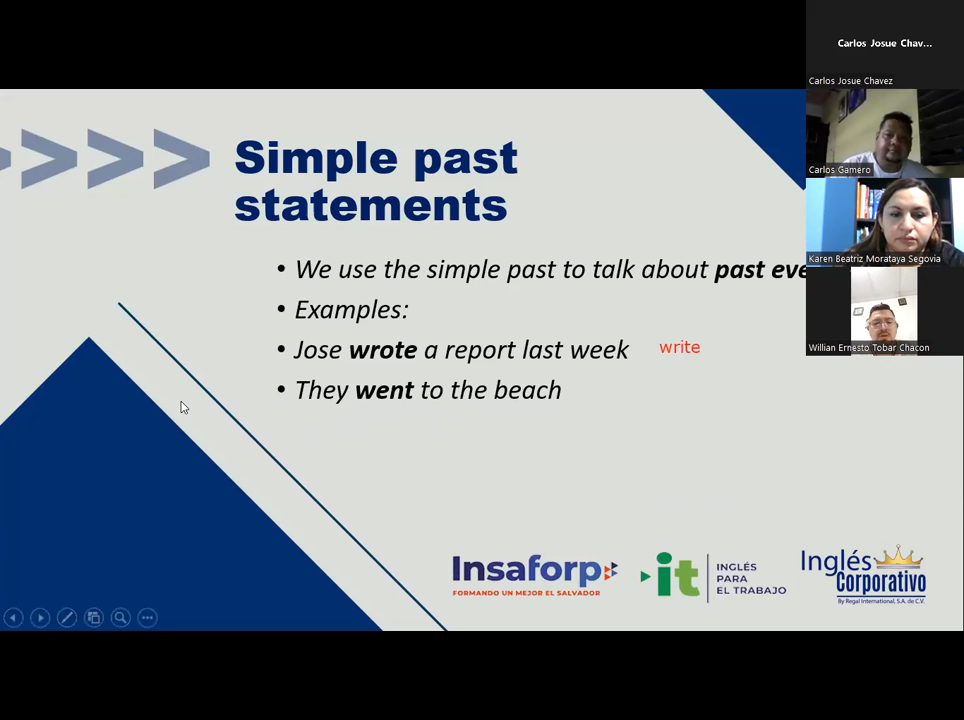 Carlos Josue Chav...
Carlos Josue Chavez
Carlos Gamero
Karen Beatriz Morataya Segovia
Willian Ernesto Tobar Chacon
Simple past
statements
• We use the simple past to talk about past eve
• Examples:
• Jose wrote a report last week write
• They went to the beach
Insaforp
FORMANDO UN MEJOR EL SALVADOR
it
INGLÉS
PARA
EL TRABAJO
Inglés
Corporativo
By Regal International, S.A. de C.V.